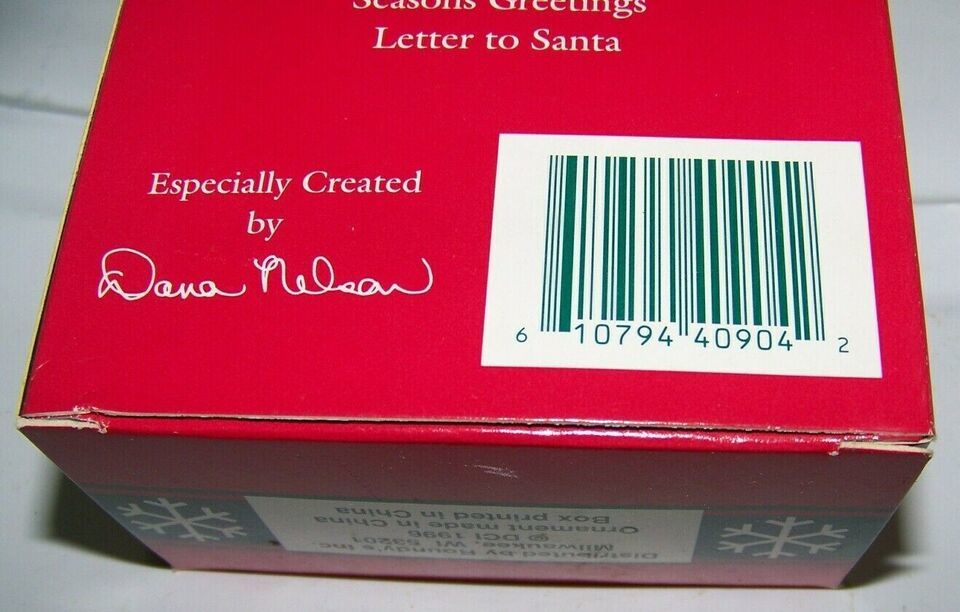 Seasons Greetings
Letter to Santa
Especially Created
by
Dana Nelson
6 10794 40904 2
Distributed by Roundy's Inc
Milwaukee, WI 53201
© DCI 1996
Ornament made in China
Box printed in China